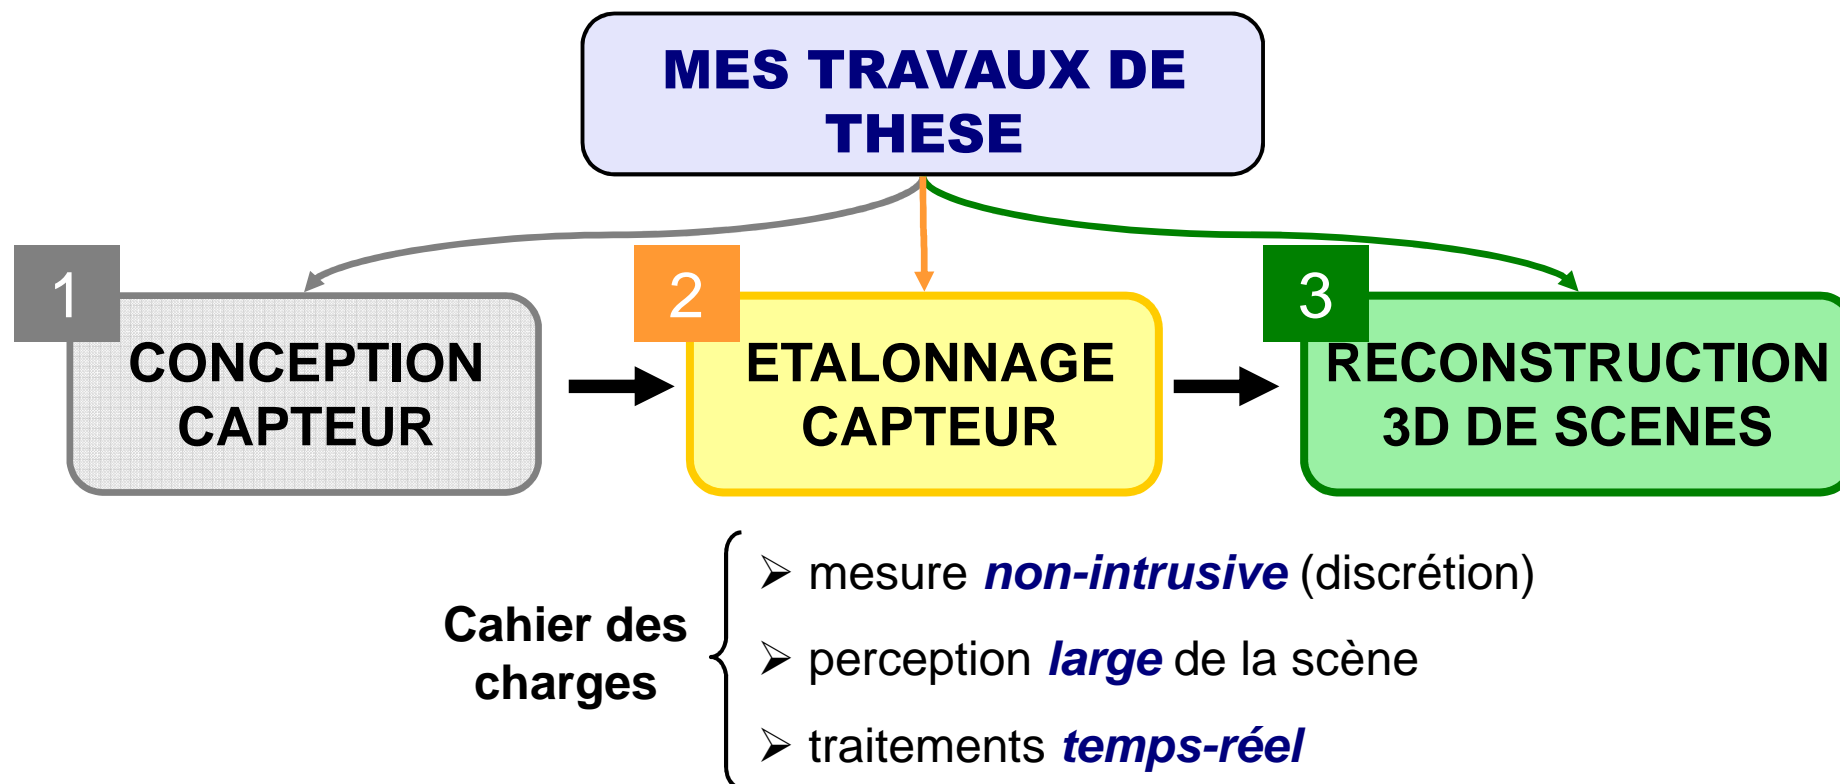 MES TRAVAUX DE
THESE
1
CONCEPTION
CAPTEUR
2
ETALONNAGE
CAPTEUR
3
RECONSTRUCTION
3D DE SCENES
Cahier des
charges
➢ mesure non-intrusive (discrétion)
➢ perception large de la scène
➢ traitements temps-réel